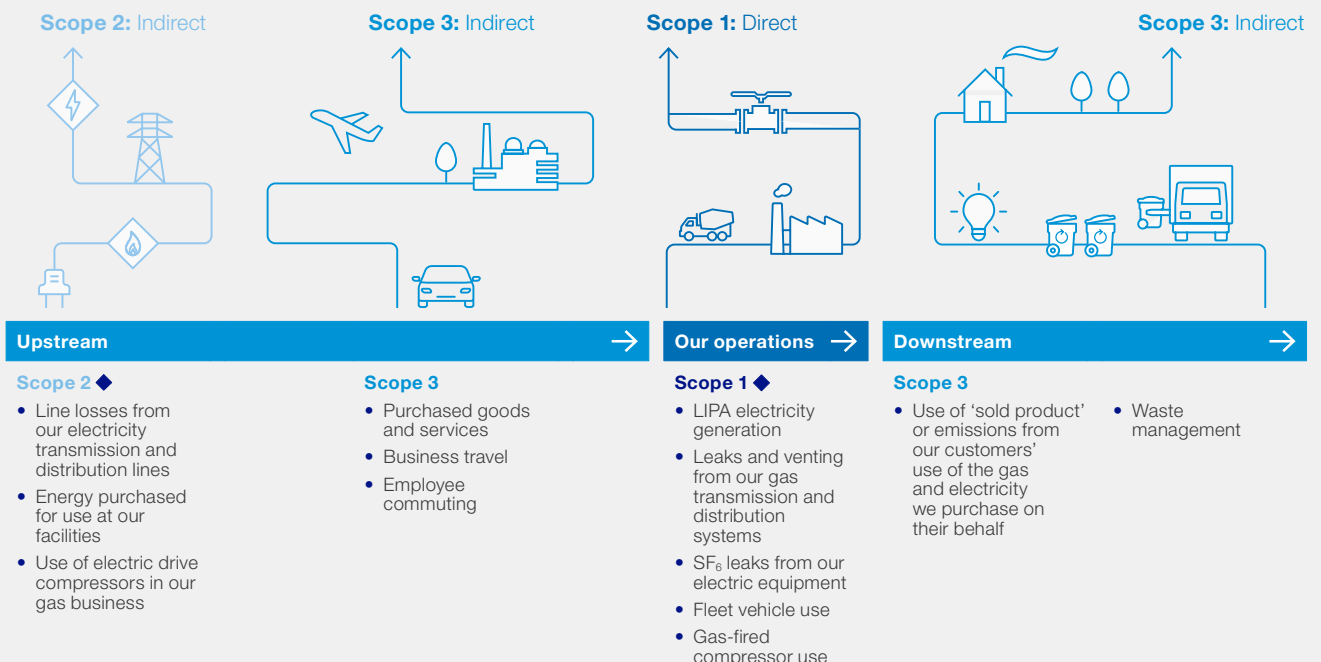 Scope 2: Indirect
Scope 3: Indirect
Scope 1: Direct
Scope 3: Indirect
Upstream
Our operations
Downstream
Scope 2 ◆
• Line losses from
our electricity
transmission and
distribution lines
• Energy purchased
for use at our
facilities
• Use of electric drive
compressors in our
gas business
Scope 3
• Purchased goods
and services
• Business travel
• Employee
commuting
Scope 1 ◆
• LIPA electricity
generation
• Leaks and venting
from our gas
transmission and
distribution
systems
• SF₆ leaks from our
electric equipment
• Fleet vehicle use
• Gas-fired
compressor use
Scope 3
• Use of ‘sold product’
or emissions from
our customers’
use of the gas
and electricity
we purchase on
their behalf
• Waste
management